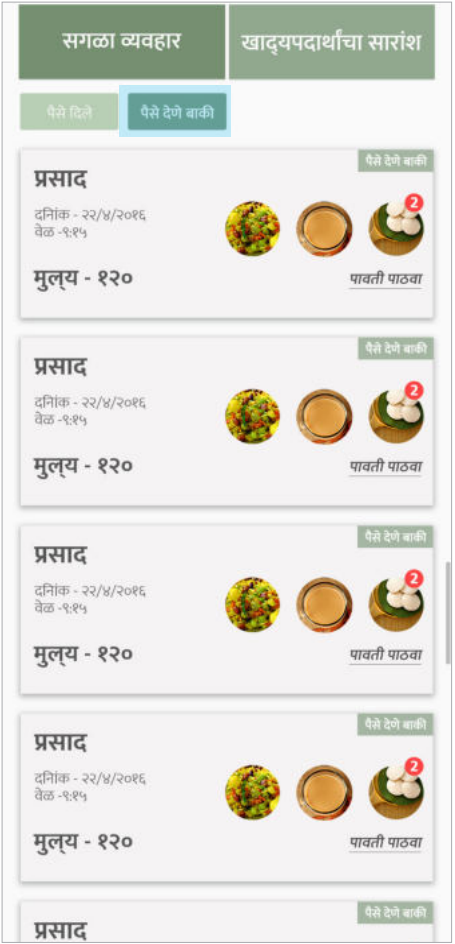 सगळा व्यवहार
खाद्यपदार्थांचा सारांश
पैसे दिले
पैसे देणे बाकी
पैसे देणे बाकी
प्रसाद
दनिांक - २२/४/२०१६
वेळ -९:१५
2
मुल्य - १२०
पावती पाठवा
पैसे देणे बाकी
प्रसाद
दनिांक - २२/४/२०१६
वेळ -९:१५
2
मुल्य - १२०
पावती पाठवा
पैसे देणे बाकी
प्रसाद
दनिांक - २२/४/२०१६
वेळ -९:१५
2
मुल्य - १२०
पावती पाठवा
पैसे देणे बाकी
प्रसाद
दनिांक - २२/४/२०१६
वेळ -९:१५
2
मुल्य - १२०
पावती पाठवा
पैसे देणे बाकी
प्रसाद